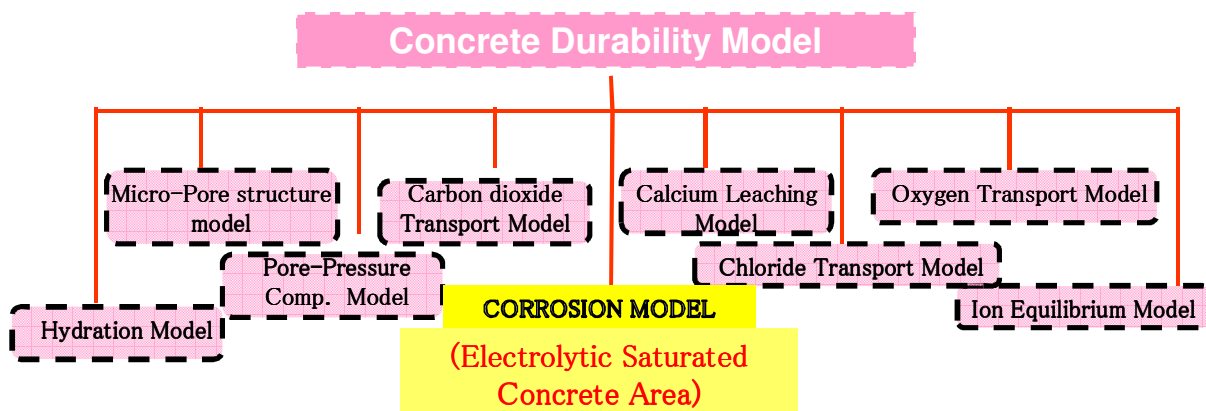 Concrete Durability Model
Micro-Pore structure
model
Carbon dioxide
Transport Model
Calcium Leaching
Model
Oxygen Transport Model
Pore-Pressure
Comp. Model
Chloride Transport Model
Hydration Model
CORROSION MODEL
Ion Equilibrium Model
(Electrolytic Saturated
Concrete Area)